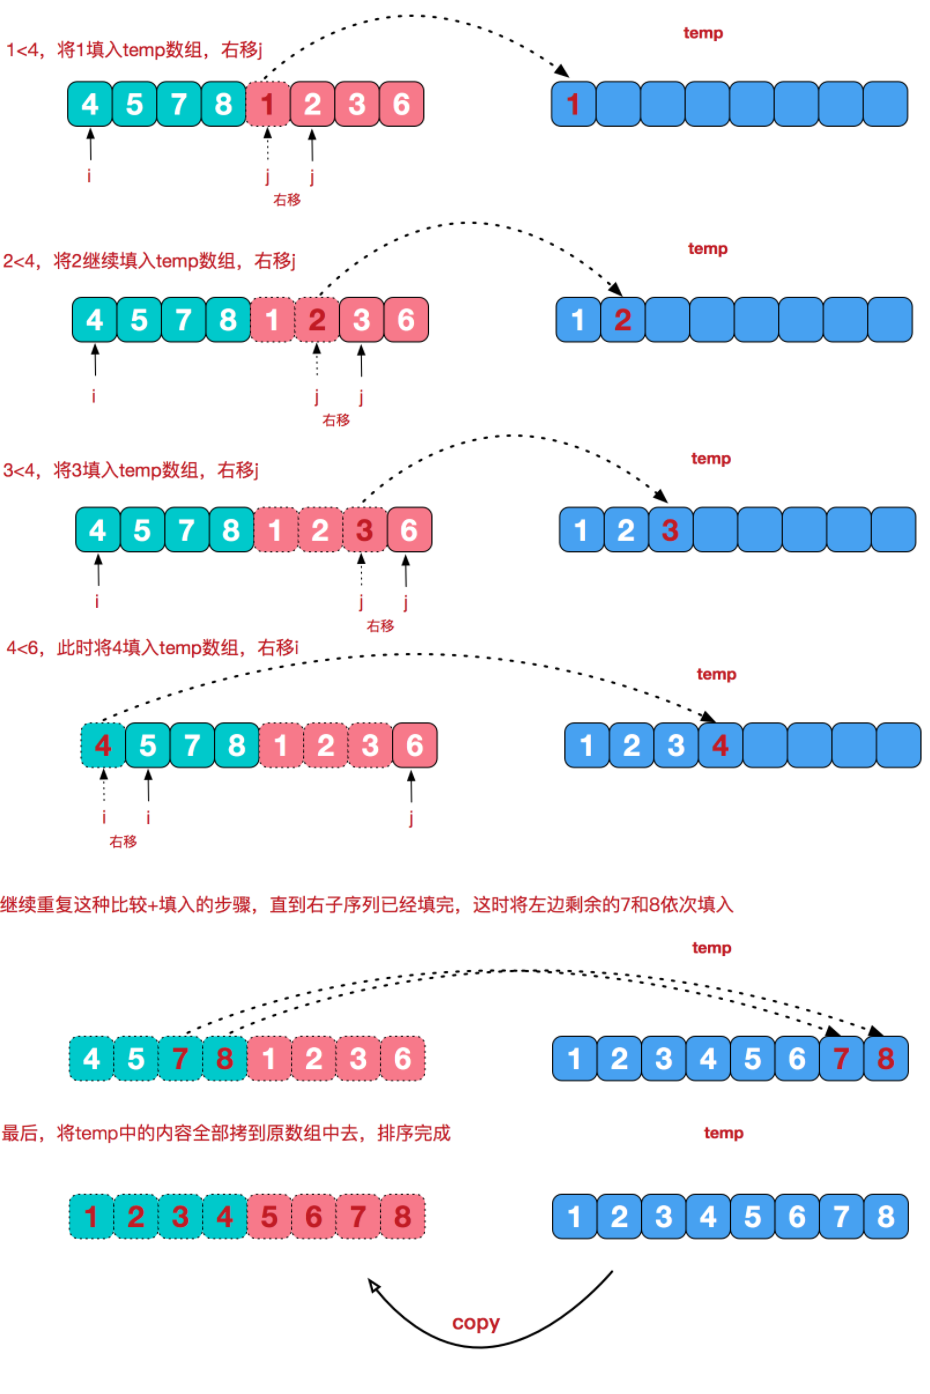 1<4，将1填入temp数组，右移j
temp
4 5 7 8 1 2 3 6
1
i j j
右移
2<4，将2继续填入temp数组，右移j
temp
4 5 7 8 1 2 3 6
1 2
i j j
右移
3<4，将3填入temp数组，右移j
temp
4 5 7 8 1 2 3 6
1 2 3
i j j
右移
4<6，此时将4填入temp数组，右移i
temp
4 5 7 8 1 2 3 6
1 2 3 4
i i j
右移
继续重复这种比较+填入的步骤，直到右子序列已经填完，这时将左边剩余的7和8依次填入
temp
4 5 7 8 1 2 3 6
1 2 3 4 5 6 7 8
最后，将temp中的内容全部拷到原数组中去，排序完成
temp
1 2 3 4 5 6 7 8
1 2 3 4 5 6 7 8
copy